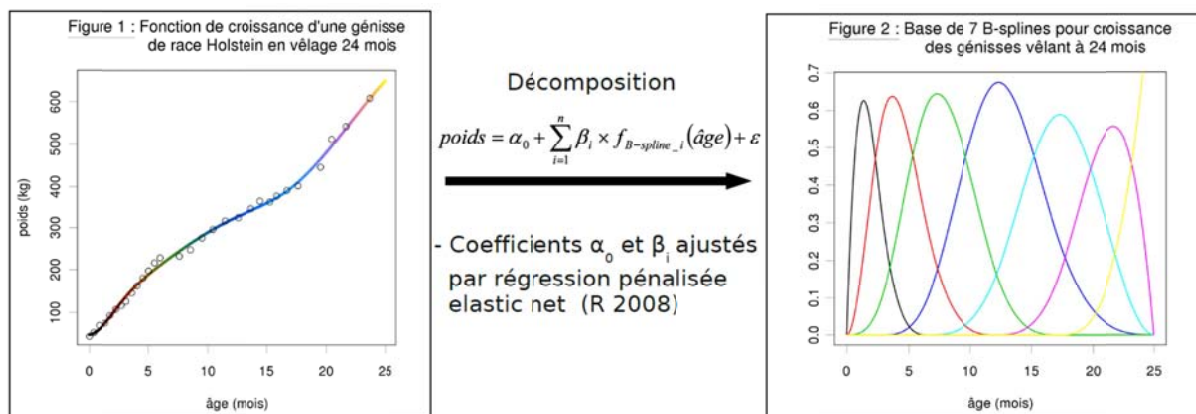 Figure 1 : Fonction de croissance d'une génisse
de race Holstein en vêlage 24 mois
poids (kg)
600
500
400
300
200
100
0 5 10 15 20 25
âge (mois)
Décomposition
poids = α₀ + ∑ⁿᵢ₌₁ βᵢ × f_B-spline_i (âge) + ε
- Coefficients α₀ et βᵢ ajustés
par régression pénalisée
elastic net (R 2008)
Figure 2 : Base de 7 B-splines pour croissance
des génisses vêlant à 24 mois
0.7
0.6
0.5
0.4
0.3
0.2
0.1
0.0
0 5 10 15 20 25
âge (mois)